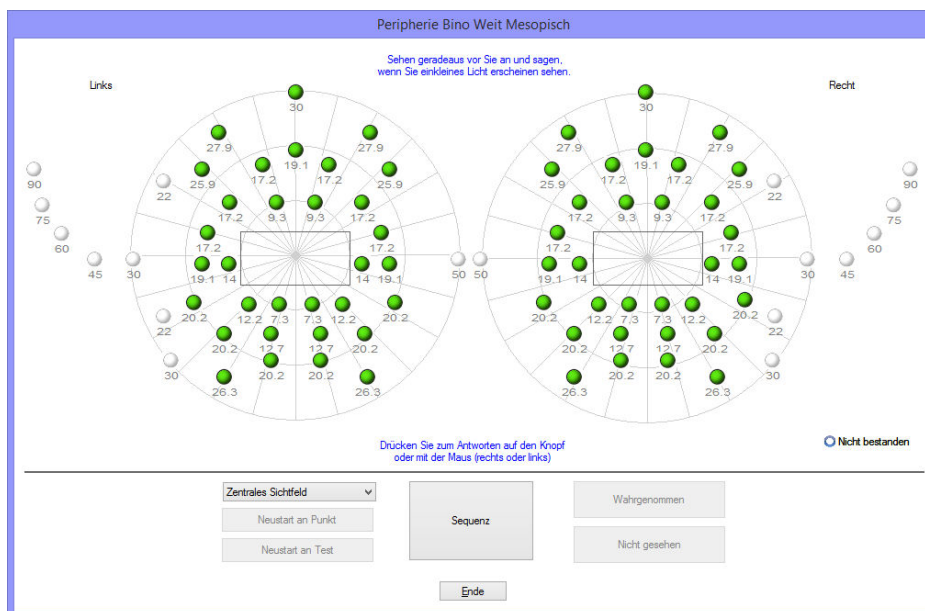 Peripherie Bino Weit Mesopisch
Sehen geradeaus vor Sie an und sagen,
wenn Sie einkleines Licht erscheinen sehen.
Links
Recht
30 30
27.9 27.9 27.9 27.9
19.1 19.1
17.2 17.2 17.2 17.2
25.9 25.9 25.9 25.9
90 90
22 22
17.2 9.3 9.3 17.2 17.2 9.3 9.3 17.2
75 75
60 17.2 17.2 17.2 17.2 60
45 30 19.1 14 14 19.1 50 50 19.1 14 14 19.1 30 45
20.2 12.2 7.3 7.3 12.2 20.2 20.2 12.2 7.3 7.3 12.2 20.2
22 22
20.2 12.7 12.7 20.2 20.2 12.7 12.7 20.2
30 20.2 20.2 20.2 20.2 30
26.3 26.3 26.3 26.3
Drücken Sie zum Antworten auf den Knopf
oder mit der Maus (rechts oder links)
Nicht bestanden
Zentrales Sichtfeld
Neustart an Punkt
Neustart an Test
Sequenz
Wahrgenommen
Nicht gesehen
Ende